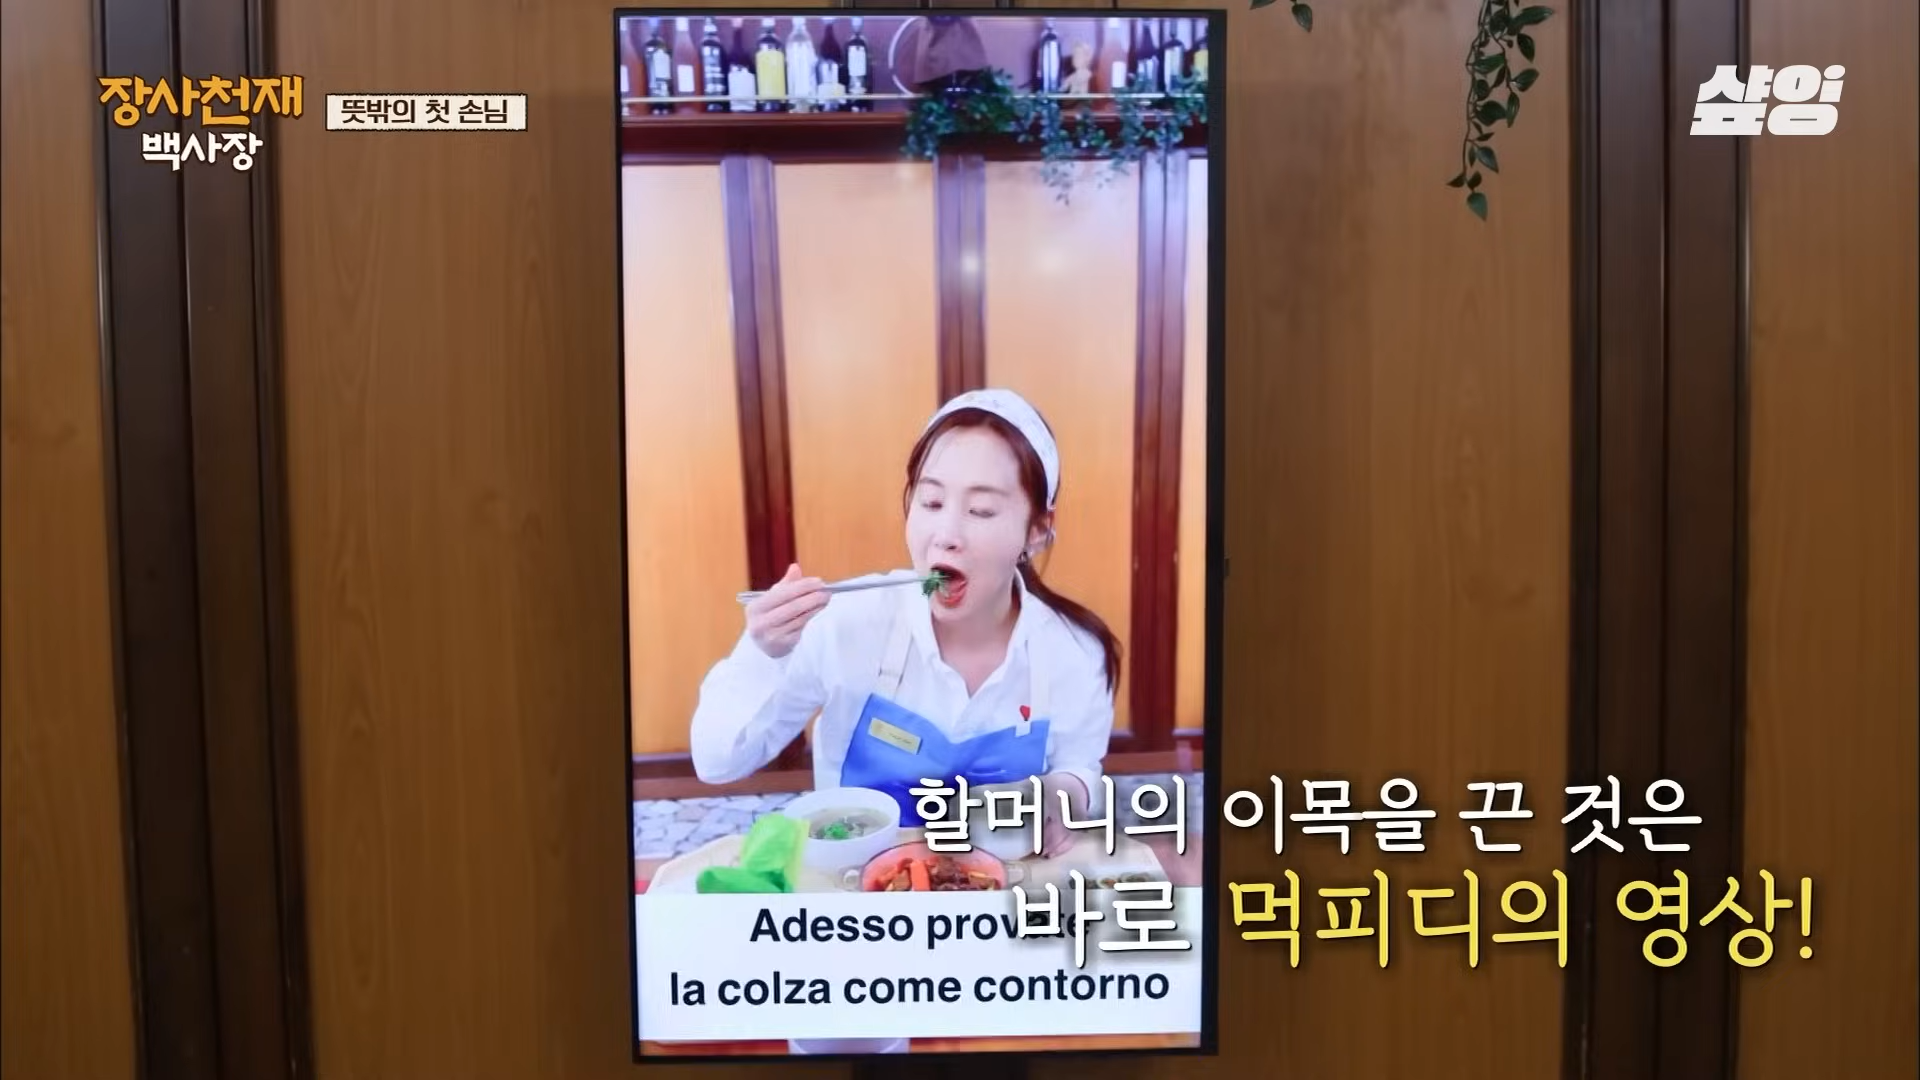 장사천재
백사장
뜻밖의 첫 손님
샾잉
할머니의 이목을 끈 것은
바로 먹피디의 영상!
Adesso provate
la colza come contorno